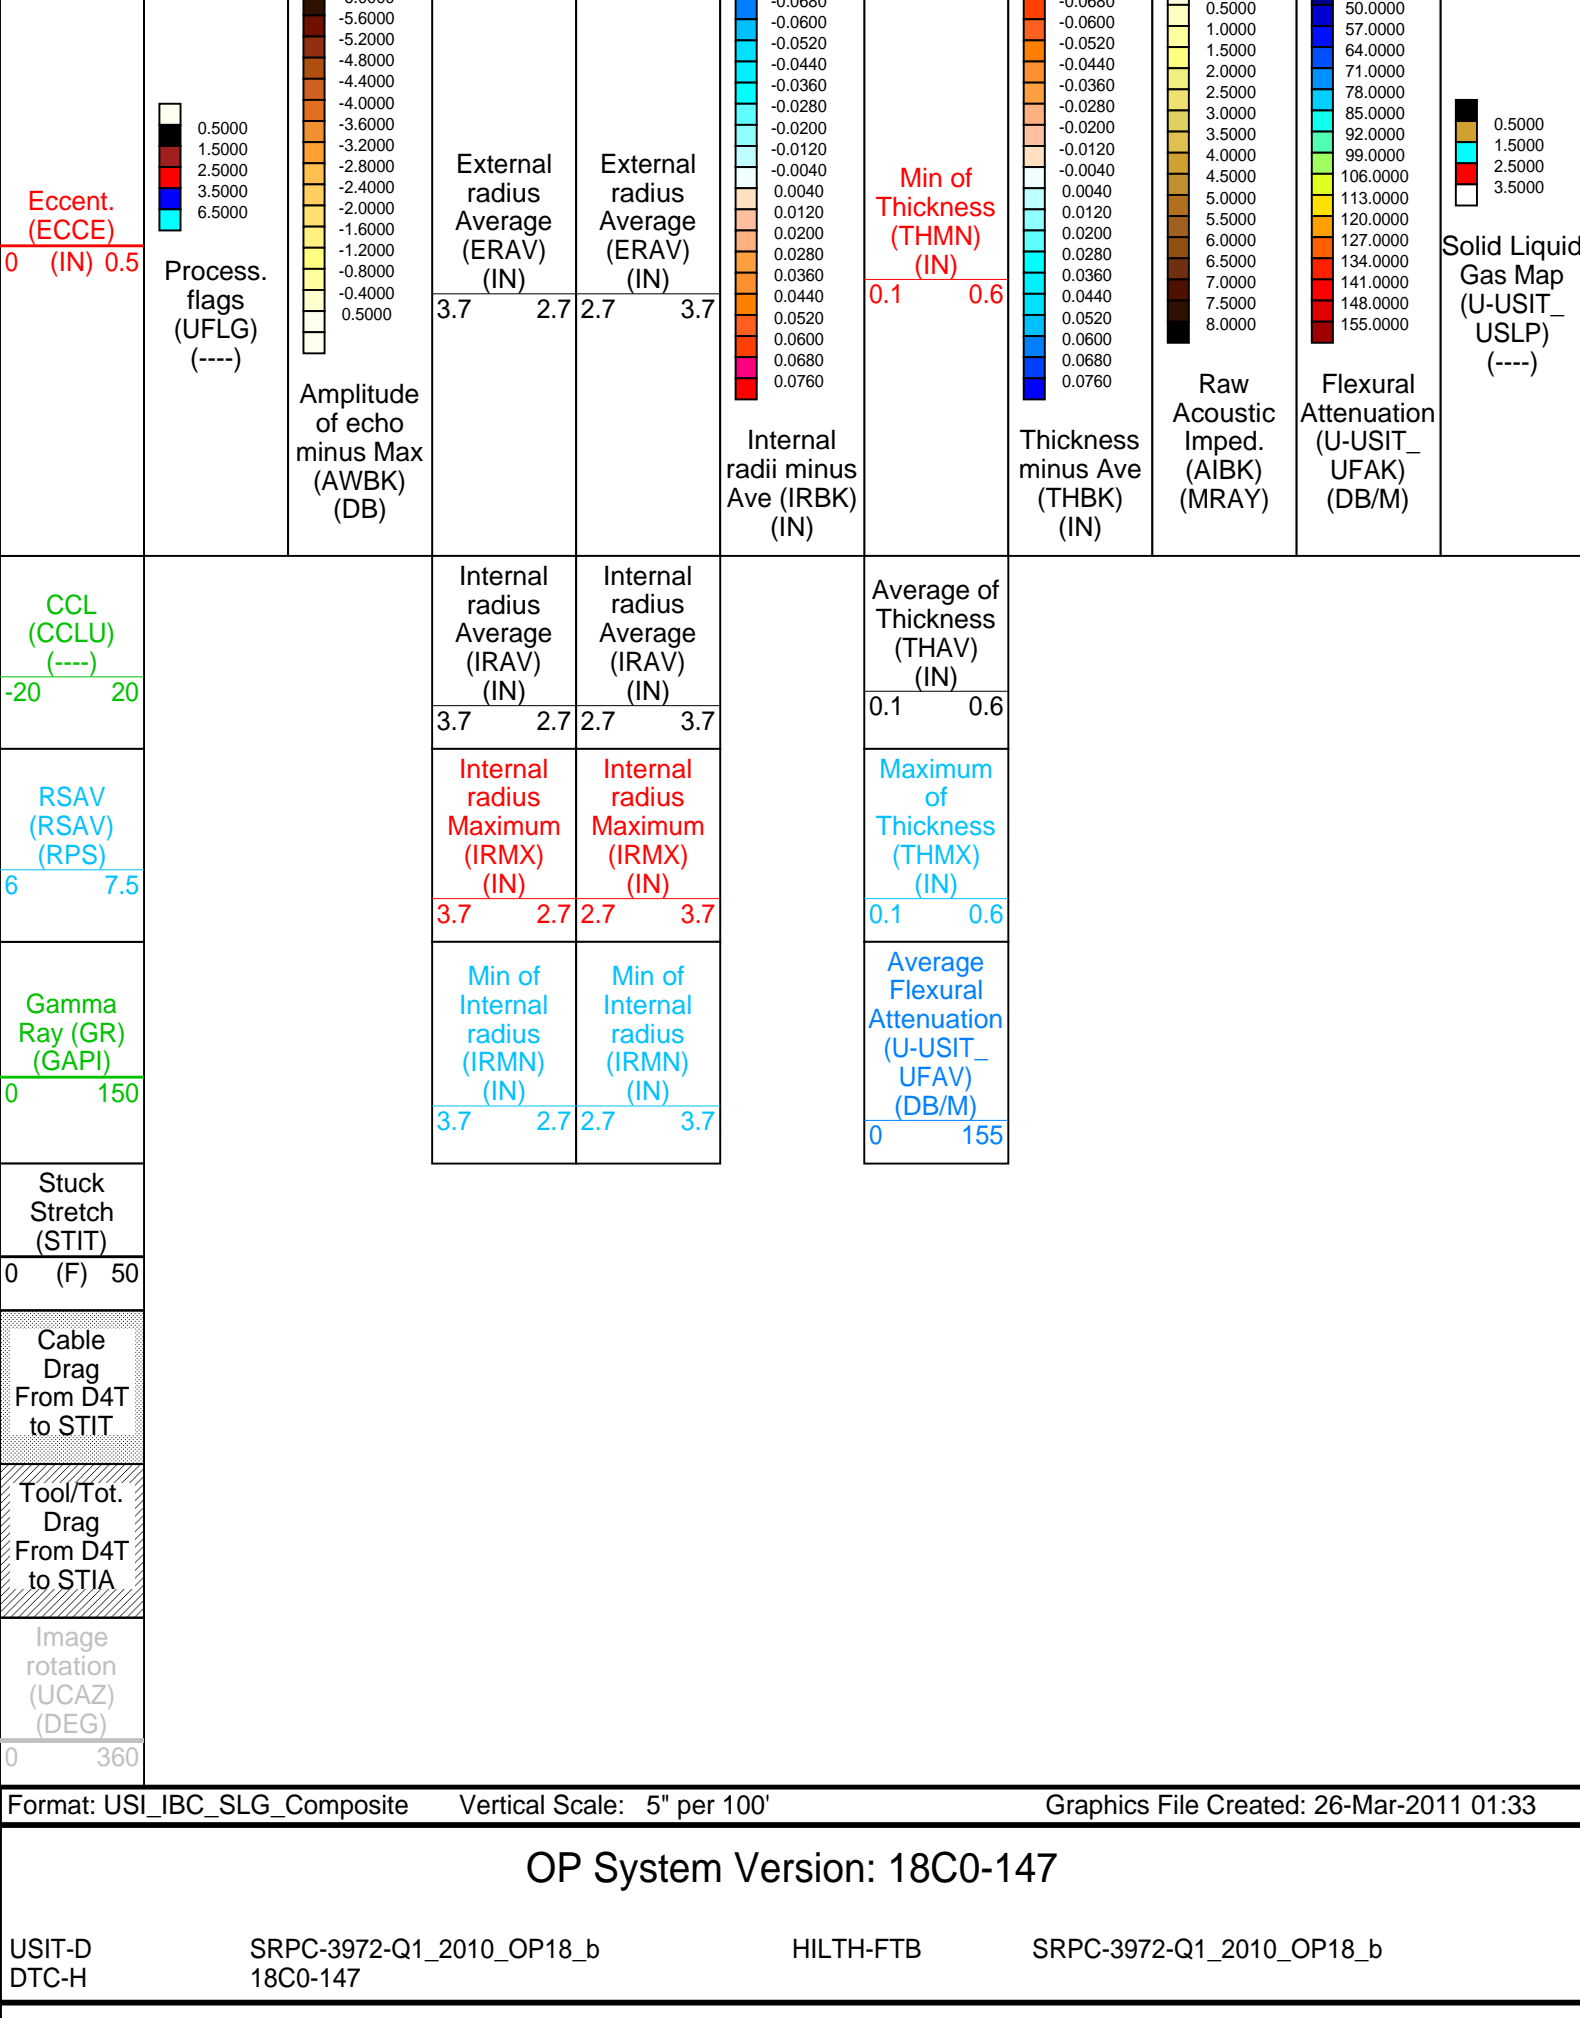 Eccent.
(ECCE)
0 (IN) 0.5
0.5000
1.5000
2.5000
3.5000
6.5000
Process.
flags
(UFLG)
(----)
-5.6000
-5.2000
-4.8000
-4.4000
-4.0000
-3.6000
-3.2000
-2.8000
-2.4000
-2.0000
-1.6000
-1.2000
-0.8000
-0.4000
0.5000
Amplitude
of echo
minus Max
(AWBK)
(DB)
External
radius
Average
(ERAV)
(IN)
3.7 2.7
External
radius
Average
(ERAV)
(IN)
2.7 3.7
-0.0680
-0.0600
-0.0520
-0.0440
-0.0360
-0.0280
-0.0200
-0.0120
-0.0040
0.0040
0.0120
0.0200
0.0280
0.0360
0.0440
0.0520
0.0600
0.0680
0.0760
Internal
radii minus
Ave (IRBK)
(IN)
Min of
Thickness
(THMN)
(IN)
0.1 0.6
-0.0680
-0.0600
-0.0520
-0.0440
-0.0360
-0.0280
-0.0200
-0.0120
-0.0040
0.0040
0.0120
0.0200
0.0280
0.0360
0.0440
0.0520
0.0600
0.0680
0.0760
Thickness
minus Ave
(THBK)
(IN)
0.5000
1.0000
1.5000
2.0000
2.5000
3.0000
3.5000
4.0000
4.5000
5.0000
5.5000
6.0000
6.5000
7.0000
7.5000
8.0000
Raw
Acoustic
Imped.
(AIBK)
(MRAY)
50.0000
57.0000
64.0000
71.0000
78.0000
85.0000
92.0000
99.0000
106.0000
113.0000
120.0000
127.0000
134.0000
141.0000
148.0000
155.0000
Flexural
Attenuation
(U-USIT_
UFAK)
(DB/M)
0.5000
1.5000
2.5000
3.5000
Solid Liquid
Gas Map
(U-USIT_
USLP)
(----)
CCL
(CCLU)
(----)
-20 20
Internal
radius
Average
(IRAV)
(IN)
3.7 2.7
Internal
radius
Average
(IRAV)
(IN)
2.7 3.7
Average of
Thickness
(THAV)
(IN)
0.1 0.6
RSAV
(RSAV)
(RPS)
6 7.5
Internal
radius
Maximum
(IRMX)
(IN)
3.7 2.7
Internal
radius
Maximum
(IRMX)
(IN)
2.7 3.7
Maximum
of
Thickness
(THMX)
(IN)
0.1 0.6
Gamma
Ray (GR)
(GAPI)
0 150
Min of
Internal
radius
(IRMN)
(IN)
3.7 2.7
Min of
Internal
radius
(IRMN)
(IN)
2.7 3.7
Average
Flexural
Attenuation
(U-USIT_
UFAV)
(DB/M)
0 155
Stuck
Stretch
(STIT)
0 (F) 50
Cable
Drag
From D4T
to STIT
Tool/Tot.
Drag
From D4T
to STIA
Image
rotation
(UCAZ)
(DEG)
0 360
Format: USI_IBC_SLG_Composite Vertical Scale: 5" per 100' Graphics File Created: 26-Mar-2011 01:33
OP System Version: 18C0-147
USIT-D SRPC-3972-Q1_2010_OP18_b HILTH-FTB SRPC-3972-Q1_2010_OP18_b
DTC-H 18C0-147